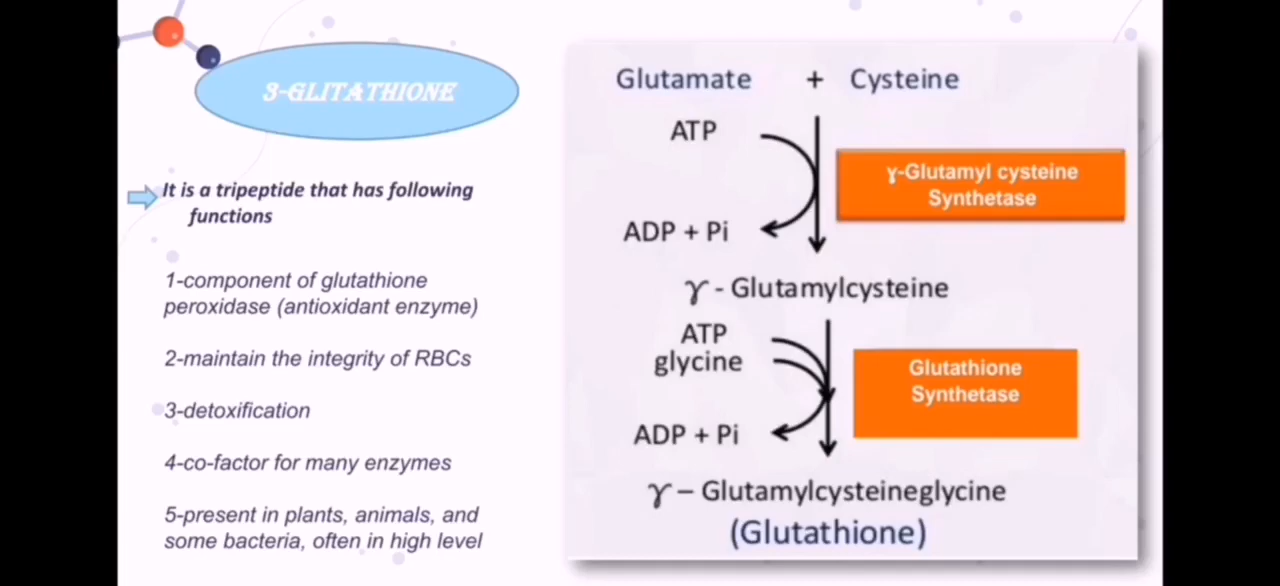 3-GLITATHIONE
It is a tripeptide that has following
functions
1-component of glutathione
peroxidase (antioxidant enzyme)
2-maintain the integrity of RBCs
3-detoxification
4-co-factor for many enzymes
5-present in plants, animals, and
some bacteria, often in high level
Glutamate + Cysteine
ATP
γ-Glutamyl cysteine
Synthetase
ADP + Pi
γ - Glutamylcysteine
ATP
glycine
Glutathione
Synthetase
ADP + Pi
γ – Glutamylcysteineglycine
(Glutathione)